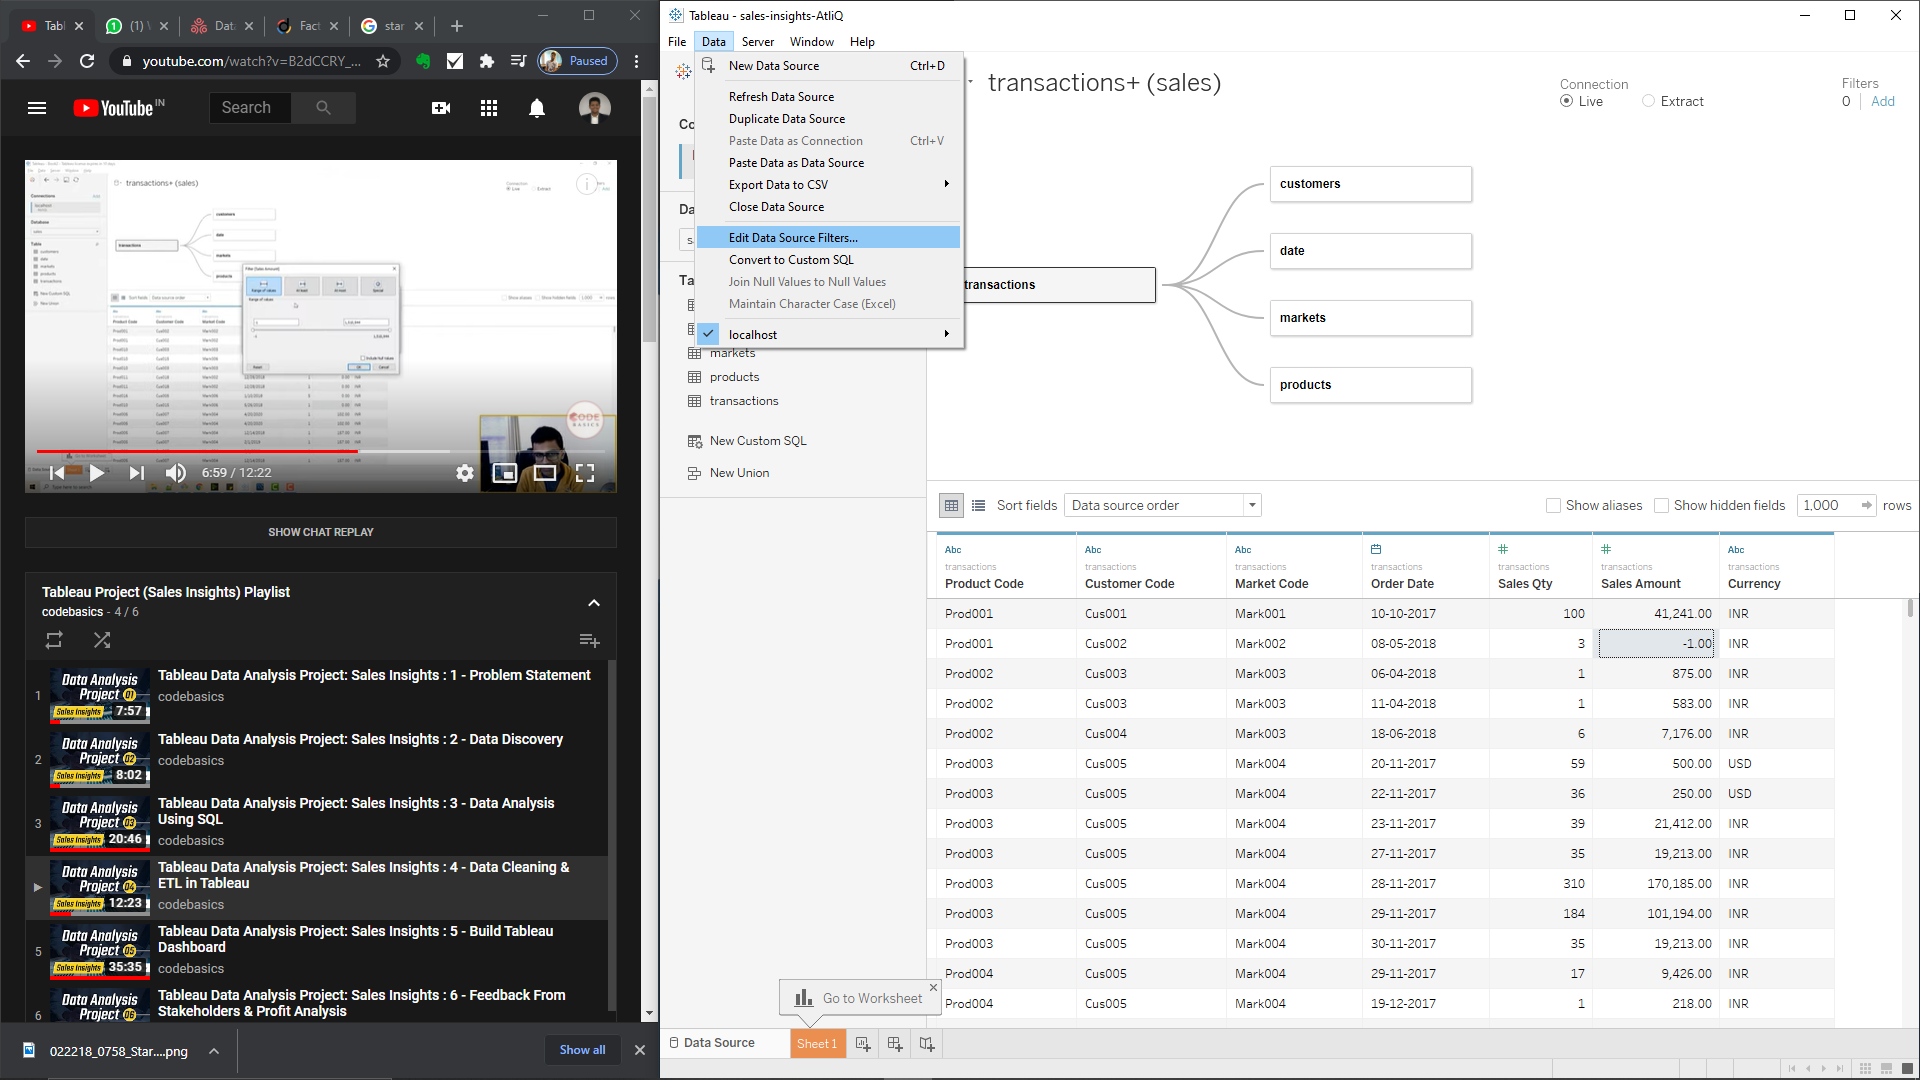 Tabl
(1)
Data
Fact
star
youtube.com/watch?v=B2dCCRY_...
Paused
YouTube IN
Search
transactions+ (sales)
6:59 / 12:22
SHOW CHAT REPLAY
Tableau Project (Sales Insights) Playlist
codebasics - 4 / 6
1
Data Analysis Project 01
Sales Insights 7:57
Tableau Data Analysis Project: Sales Insights : 1 - Problem Statement
codebasics
2
Data Analysis Project 02
Sales Insights 8:02
Tableau Data Analysis Project: Sales Insights : 2 - Data Discovery
codebasics
3
Data Analysis Project 03
Sales Insights 20:46
Tableau Data Analysis Project: Sales Insights : 3 - Data Analysis
Using SQL
codebasics
Data Analysis Project 04
Sales Insights 12:23
Tableau Data Analysis Project: Sales Insights : 4 - Data Cleaning &
ETL in Tableau
codebasics
5
Data Analysis Project 05
Sales Insights 35:35
Tableau Data Analysis Project: Sales Insights : 5 - Build Tableau
Dashboard
codebasics
6
Data Analysis Project 06
Tableau Data Analysis Project: Sales Insights : 6 - Feedback From
Stakeholders & Profit Analysis
022218_0758_Star....png
Show all
Tableau - sales-insights-AtliQ
File Data Server Window Help
New Data Source Ctrl+D
Refresh Data Source
Duplicate Data Source
Paste Data as Connection Ctrl+V
Paste Data as Data Source
Export Data to CSV
Close Data Source
Edit Data Source Filters...
Convert to Custom SQL
Join Null Values to Null Values
Maintain Character Case (Excel)
localhost
Co
Da
s
Ta
markets
products
transactions
New Custom SQL
New Union
transactions+ (sales)
Connection
Live Extract
Filters
0 Add
transactions
customers
date
markets
products
Sort fields Data source order
Show aliases Show hidden fields 1.000 rows
Abc Abc Abc # # Abc
transactions transactions transactions transactions transactions transactions transactions
Product Code Customer Code Market Code Order Date Sales Qty Sales Amount Currency
Prod001 Cus001 Mark001 10-10-2017 100 41,241.00 INR
Prod001 Cus002 Mark002 08-05-2018 3 -1.00 INR
Prod002 Cus003 Mark003 06-04-2018 1 875.00 INR
Prod002 Cus003 Mark003 11-04-2018 1 583.00 INR
Prod002 Cus004 Mark003 18-06-2018 6 7,176.00 INR
Prod003 Cus005 Mark004 20-11-2017 59 500.00 USD
Prod003 Cus005 Mark004 22-11-2017 36 250.00 USD
Prod003 Cus005 Mark004 23-11-2017 39 21,412.00 INR
Prod003 Cus005 Mark004 27-11-2017 35 19,213.00 INR
Prod003 Cus005 Mark004 28-11-2017 310 170,185.00 INR
Prod003 Cus005 Mark004 29-11-2017 184 101,194.00 INR
Prod003 Cus005 Mark004 30-11-2017 35 19,213.00 INR
Prod004 Cus005 Mark004 29-11-2017 17 9,426.00 INR
Prod004 Cus005 Mark004 19-12-2017 1 218.00 INR
Go to Worksheet
Data Source
Sheet 1